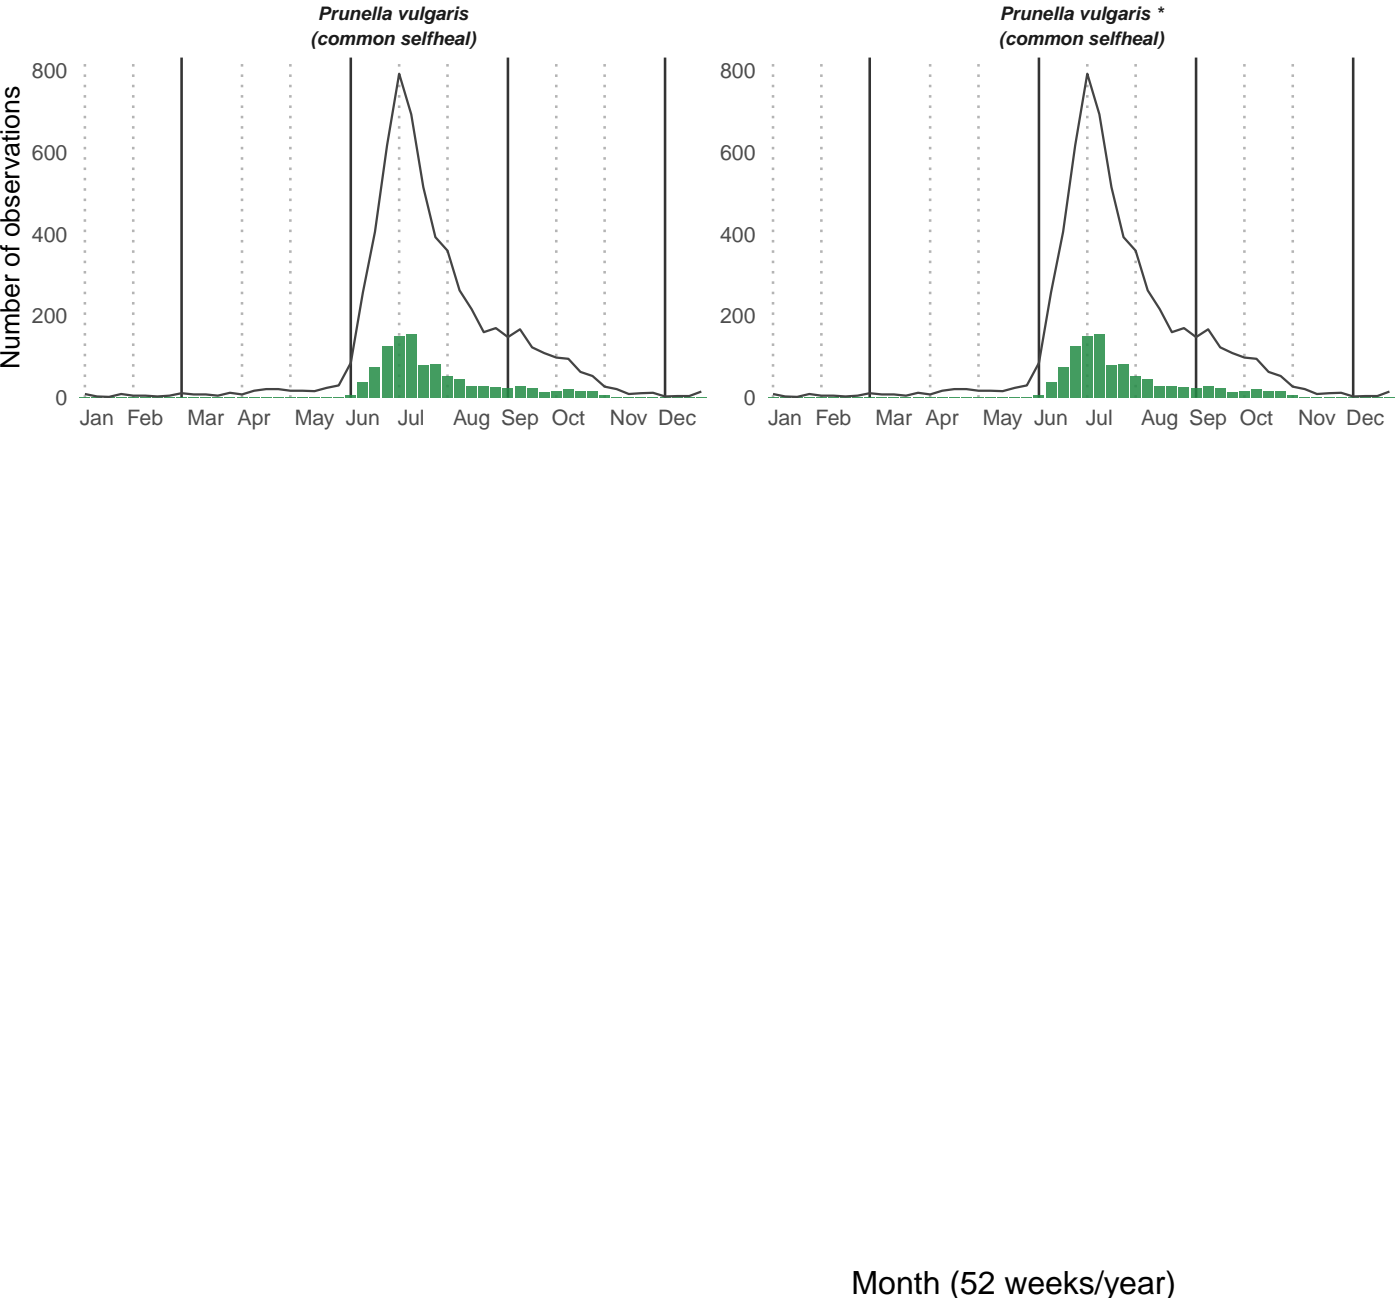 Prunella vulgaris
(common selfheal)
Prunella vulgaris *
(common selfheal)
Number of observations
800
600
400
200
0
Jan Feb Mar Apr May Jun Jul Aug Sep Oct Nov Dec
800
600
400
200
0
Jan Feb Mar Apr May Jun Jul Aug Sep Oct Nov Dec
Month (52 weeks/year)